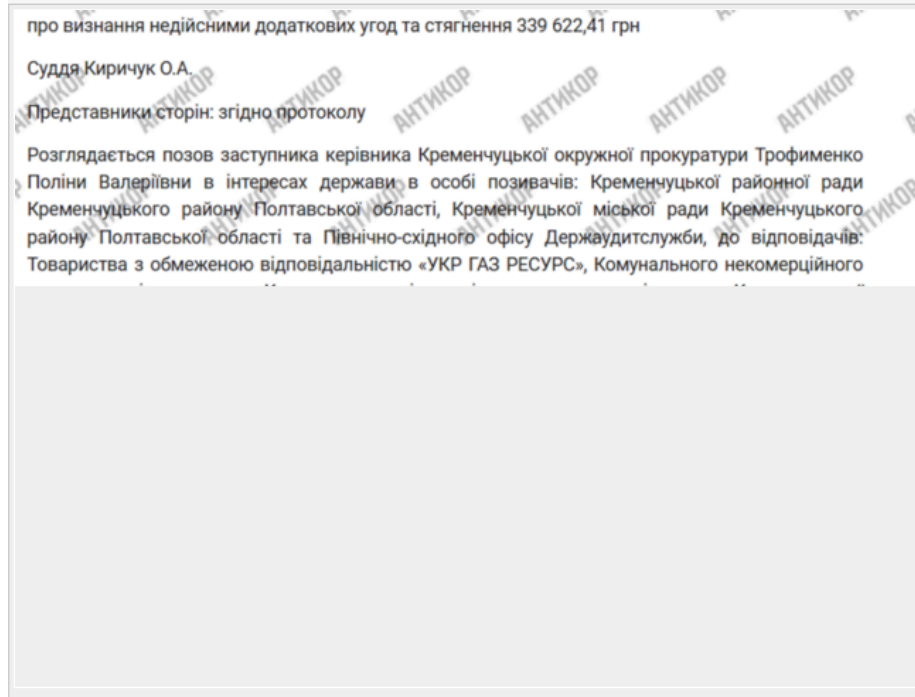 про визнання недійсними додаткових угод та стягнення 339 622,41 грн
Суддя Киричук О.А.
Представники сторін: згідно протоколу
Розглядається позов заступника керівника Кременчуцької окружної прокуратури Трофименко
Поліни Валеріївни в інтересах держави в особі позивачів: Кременчуцької районної ради
Кременчуцького району Полтавської області, Кременчуцької міської ради Кременчуцького
району Полтавської області та Північно-східного офісу Держаудитслужби, до відповідачів:
Товариства з обмеженою відповідальністю «УКР ГАЗ РЕСУРС», Комунального некомерційного
АНТИКОР